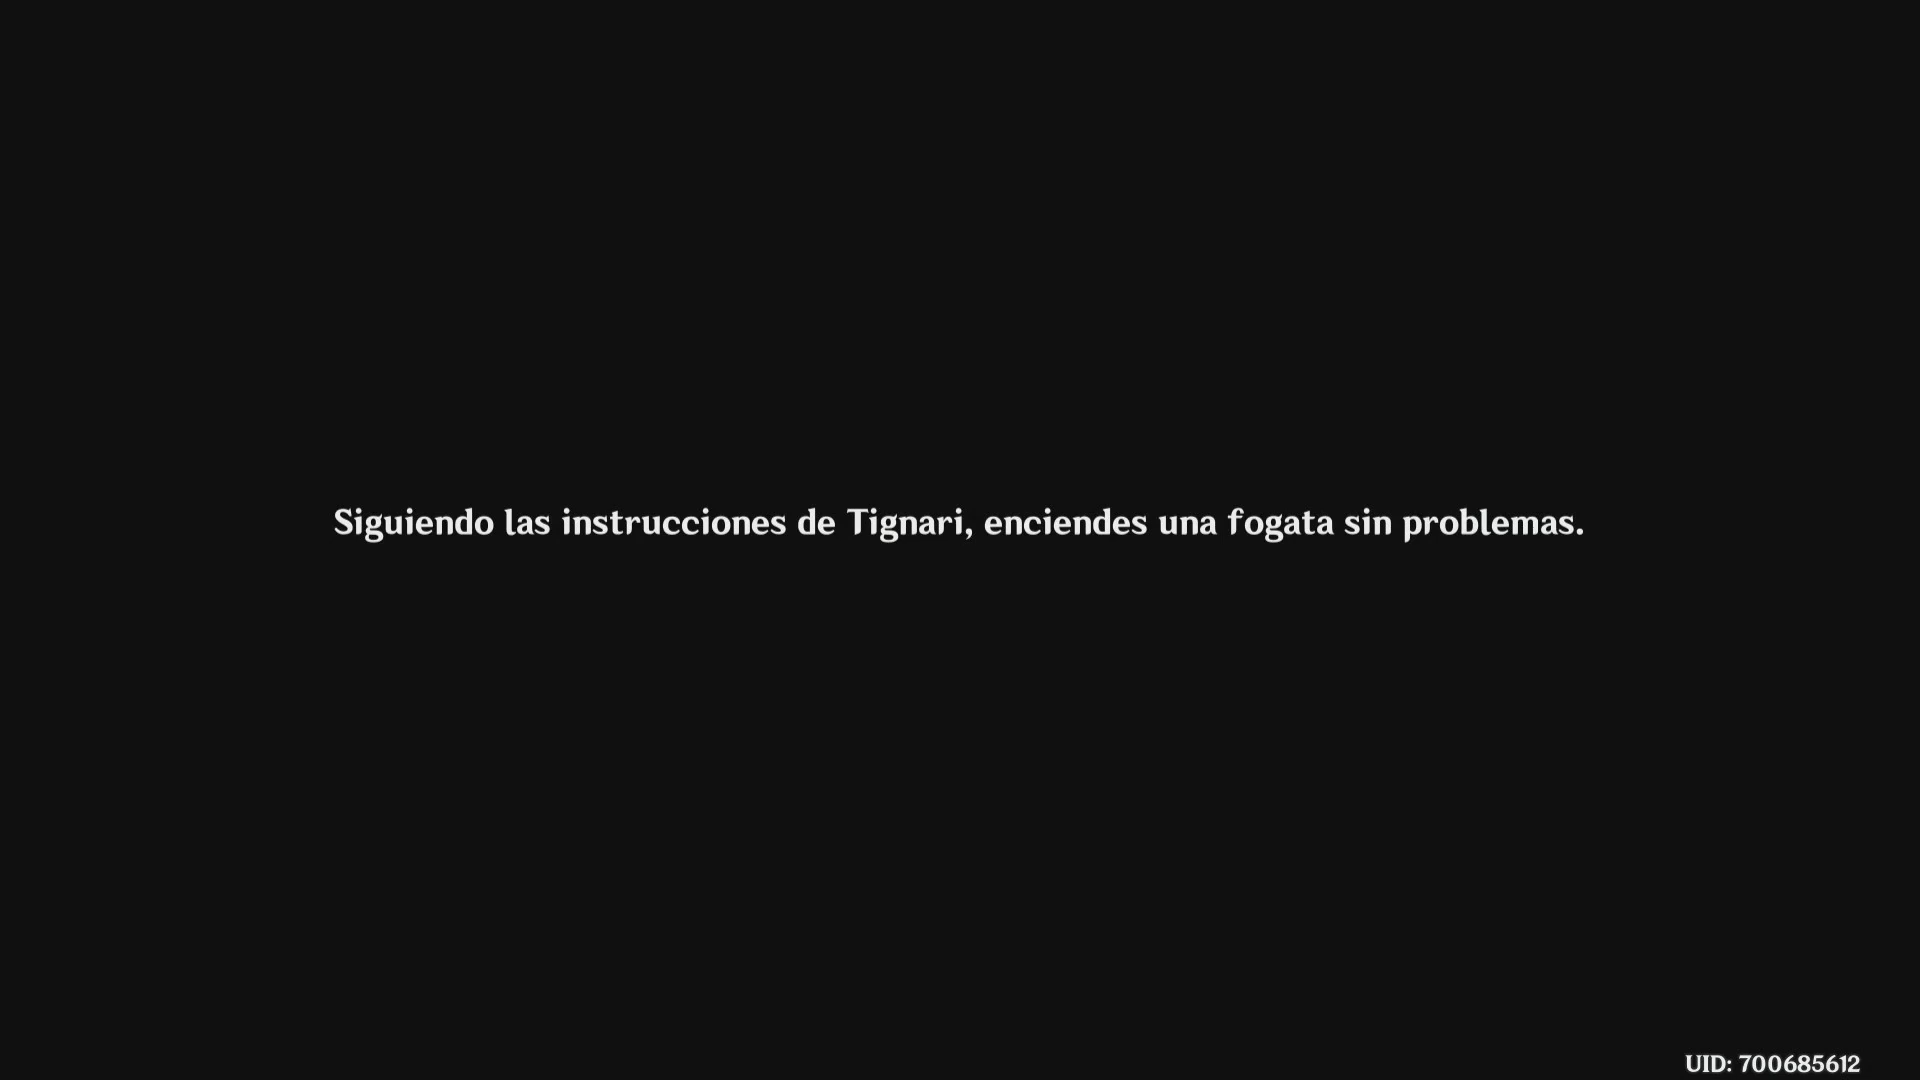 Siguiendo las instrucciones de Tignari, enciendes una fogata sin problemas.
UID: 700685612